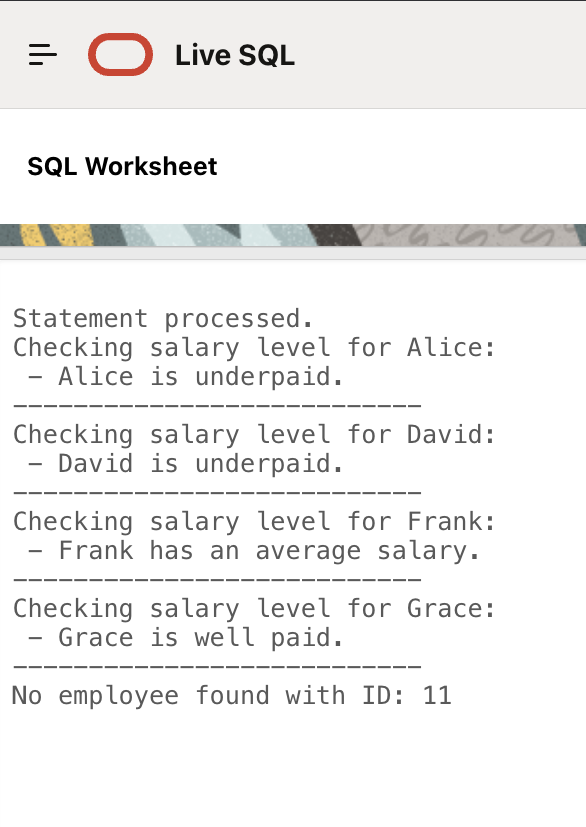 Live SQL
SQL Worksheet
Statement processed.
Checking salary level for Alice:
 - Alice is underpaid.
---------------------------
Checking salary level for David:
 - David is underpaid.
---------------------------
Checking salary level for Frank:
 - Frank has an average salary.
---------------------------
Checking salary level for Grace:
 - Grace is well paid.
---------------------------
No employee found with ID: 11